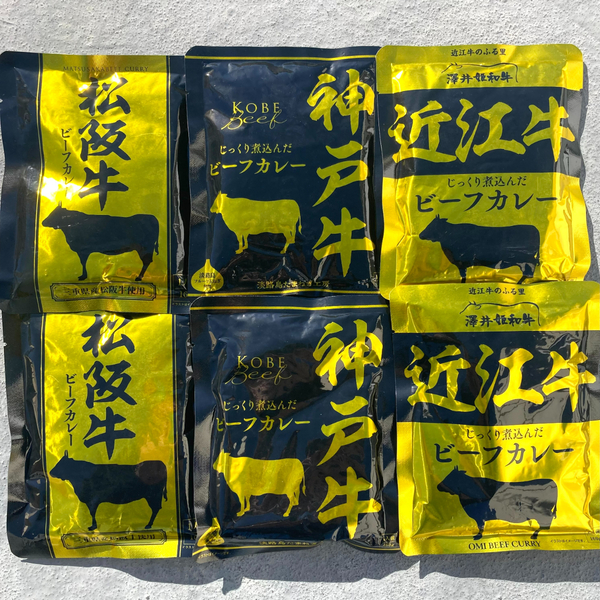 MATSUSAKABEEF CURRY
松阪牛
ビーフカレー
三重県産松阪牛使用
KOBE
Beef
神戸牛
じっくり煮込んだ
ビーフカレー
淡路島
近江牛のふる里
澤井姫和牛
近江牛
じっくり煮込んだ
ビーフカレー
松阪牛
ビーフカレー
KOBE
Beef
神戸牛
じっくり煮込んだ
ビーフカレー
近江牛のふる里
澤井姫和牛
近江牛
じっくり煮込んだ
ビーフカレー
OMI BEEF CURRY